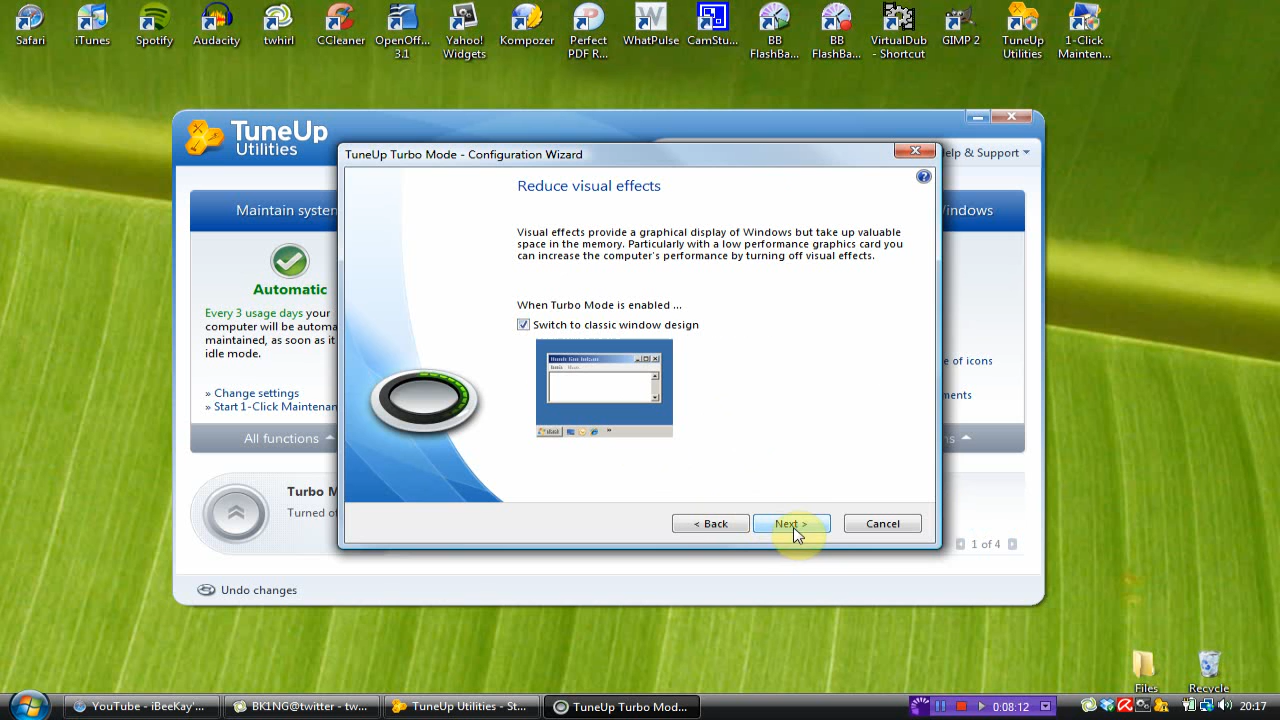 Safari
iTunes
Spotify
Audacity
twhirl
CCleaner
OpenOff...
3.1
Yahoo!
Widgets
Kompozer
Perfect
PDF R...
WhatPulse
CamStu...
BB
FlashBa...
BB
FlashBa...
VirtualDub
- Shortcut
GIMP 2
TuneUp
Utilities
1-Click
Mainten...
TuneUp
Utilities
TuneUp Turbo Mode - Configuration Wizard
Help & Support
Maintain system
Windows
Reduce visual effects
Visual effects provide a graphical display of Windows but take up valuable
space in the memory. Particularly with a low performance graphics card you
can increase the computer's performance by turning off visual effects.
Automatic
Every 3 usage days your
computer will be automa
maintained, as soon as it
idle mode.
When Turbo Mode is enabled ...
Switch to classic window design
e of icons
» Change settings
» Start 1-Click Maintenan
ments
All functions
ns
Turbo M
Turned of
< Back
Next >
Cancel
1 of 4
Undo changes
Files
Recycle
YouTube - iBeeKay'...
BK1NG@twitter - tw...
TuneUp Utilities - St...
TuneUp Turbo Mod...
0:08:12
20:17